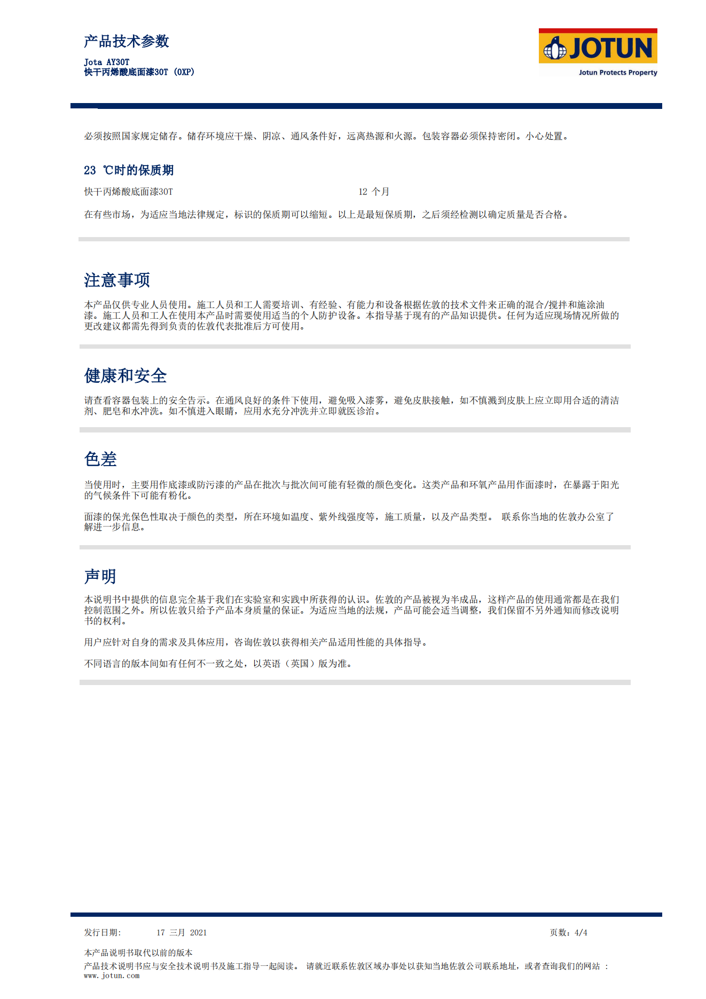 产品技术参数
Jota AY30T
快干丙烯酸底面漆30T (OXP)
JOTUN
Jotun Protects Property
必须按照国家规定储存。储存环境应干燥、阴凉、通风条件好，远离热源和火源。包装容器必须保持密闭。小心处置。
23 ℃时的保质期
快干丙烯酸底面漆30T 12 个月
在有些市场，为适应当地法律规定，标识的保质期可以缩短。以上是最短保质期，之后须经检测以确定质量是否合格。
注意事项
本产品仅供专业人员使用。施工人员和工人需要培训、有经验、有能力和设备根据佐敦的技术文件来正确的混合/搅拌和施涂油
漆。施工人员和工人在使用本产品时需要使用适当的个人防护设备。本指导基于现有的产品知识提供。任何为适应现场情况所做的
更改建议都需先得到负责的佐敦代表批准后方可使用。
健康和安全
请查看容器包装上的安全告示。在通风良好的条件下使用，避免吸入漆雾，避免皮肤接触，如不慎溅到皮肤上应立即用合适的清洁
剂、肥皂和水冲洗。如不慎进入眼睛，应用水充分冲洗并立即就医诊治。
色差
当使用时，主要用作底漆或防污漆的产品在批次与批次间可能有轻微的颜色变化。这类产品和环氧产品用作面漆时，在暴露于阳光
的气候条件下可能有粉化。
面漆的保光保色性取决于颜色的类型，所在环境如温度、紫外线强度等，施工质量，以及产品类型。 联系你当地的佐敦办公室了
解进一步信息。
声明
本说明书中提供的信息完全基于我们在实验室和实践中所获得的认识。佐敦的产品被视为半成品，这样产品的使用通常都是在我们
控制范围之外。所以佐敦只给予产品本身质量的保证。为适应当地的法规，产品可能会适当调整，我们保留不另外通知而修改说明
书的权利。
用户应针对自身的需求及具体应用，咨询佐敦以获得相关产品适用性能的具体指导。
不同语言的版本间如有任何不一致之处，以英语（英国）版为准。
发行日期: 17 三月 2021 页数: 4/4
本产品说明书取代以前的版本
产品技术说明书应与安全技术说明书及施工指导一起阅读。 请就近联系佐敦区域办事处以获知当地佐敦公司联系地址，或者查询我们的网站 :
www.jotun.com